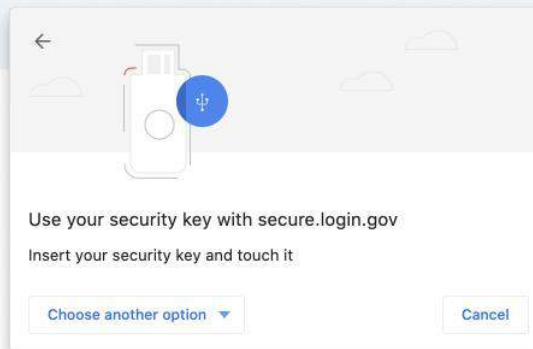 Use your security key with secure.login.gov
Insert your security key and touch it
Choose another option
Cancel